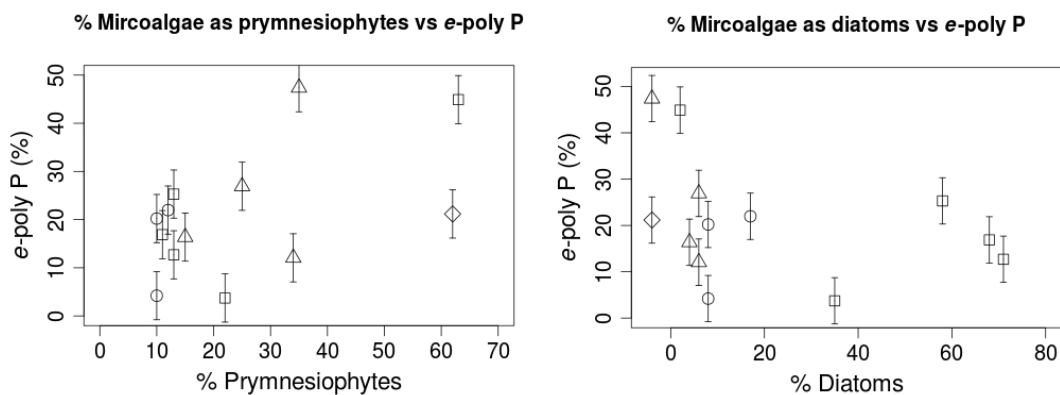 % Mircoalgae as prymnesiophytes vs e-poly P
e-poly P (%)
50
40
30
20
10
0
0 10 20 30 40 50 60 70
% Prymnesiophytes
% Mircoalgae as diatoms vs e-poly P
e-poly P (%)
50
40
30
20
10
0
0 20 40 60 80
% Diatoms